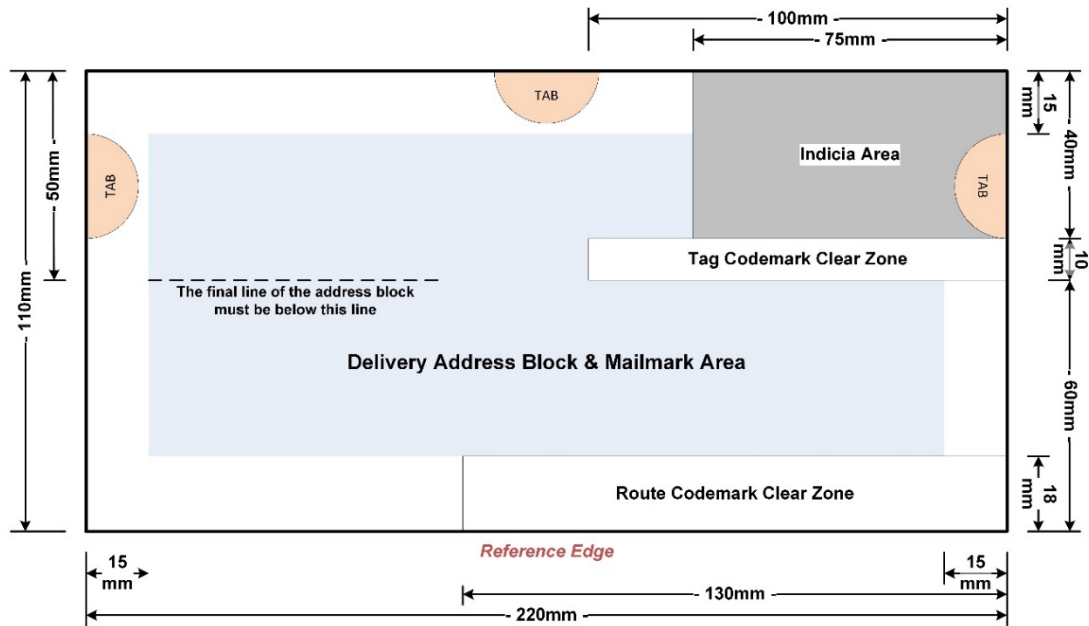 - 100mm -
- 75mm -
TAB
15
mm
- 40mm -
Indicia Area
TAB
TAB
- 50mm -
- 110mm -
Tag Codemark Clear Zone
10
mm
The final line of the address block
must be below this line
Delivery Address Block & Mailmark Area
- 60mm -
Route Codemark Clear Zone
18
mm
Reference Edge
15
mm
15
mm
- 130mm -
- 220mm -